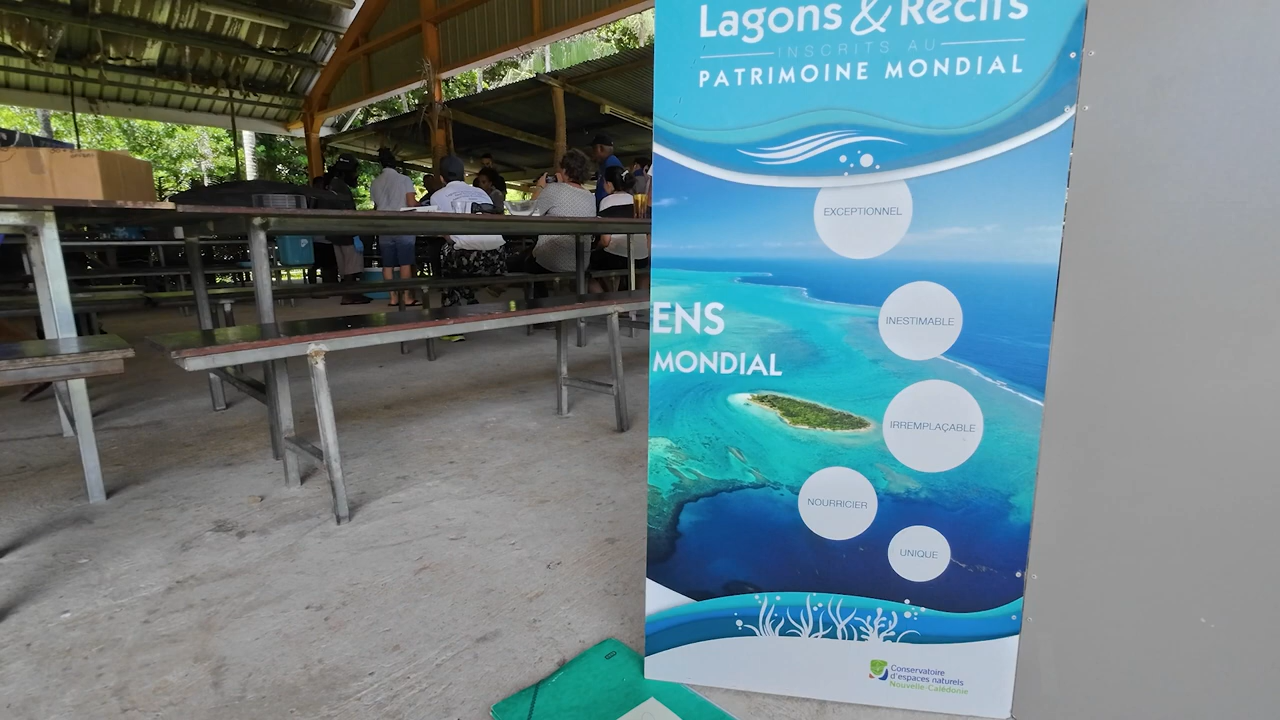 Lagons & Récifs
INSCRITS AU
PATRIMOINE MONDIAL
EXCEPTIONNEL
INESTIMABLE
ENS
MONDIAL
IRREMPLAÇABLE
NOURRICIER
UNIQUE
Conservatoire
d'espaces naturels
Nouvelle-Calédonie